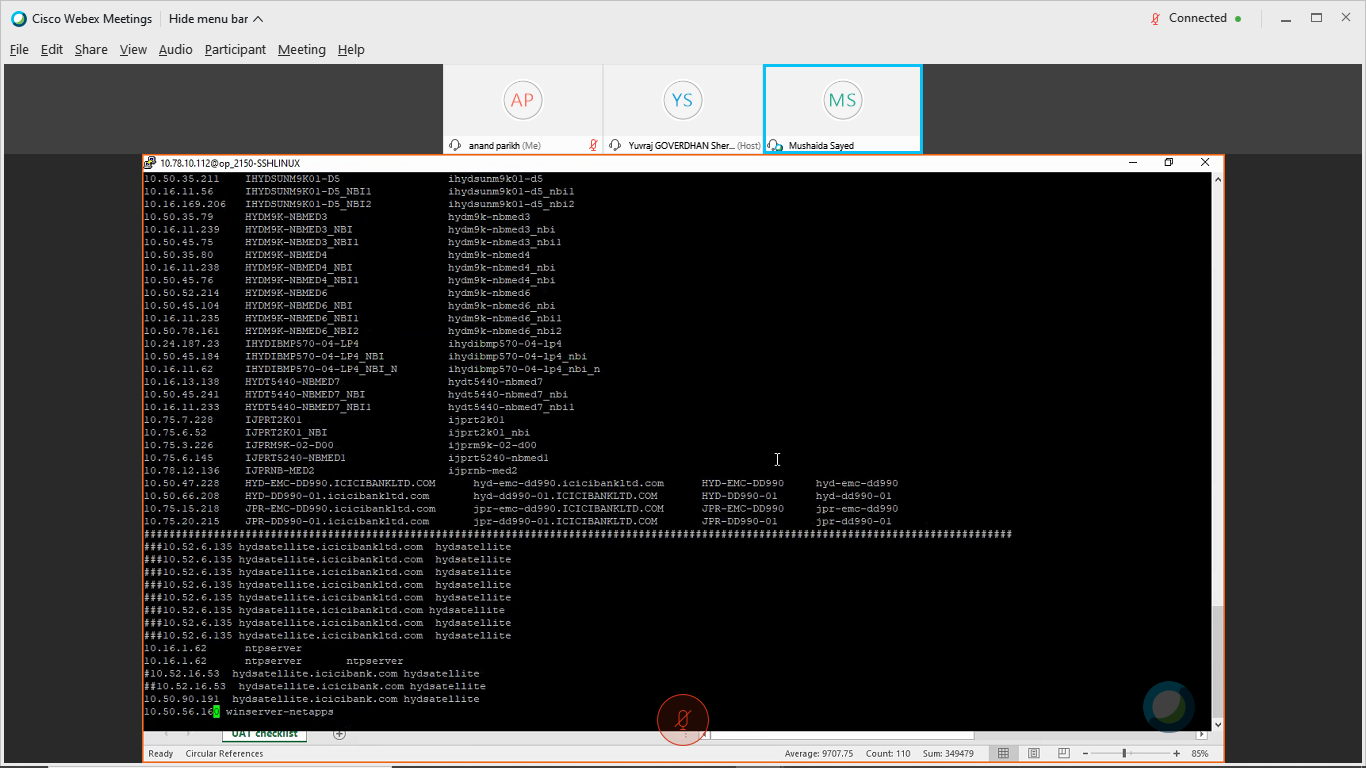 Cisco Webex Meetings Hide menu bar Connected
File Edit Share View Audio Participant Meeting Help
AP YS MS
anand parikh (Me) Yuvraj GOVERDHAN Sher... (Host) Mushaida Sayed
10.78.10.112@op_2150-SSHLINUX
10.50.35.211 IHYDSUNM9K01-D5 ihydsunm9k01-d5
10.16.11.56 IHYDSUNM9K01-D5_NBI1 ihydsunm9k01-d5_nbi1
10.16.169.206 IHYDSUNM9K01-D5_NBI2 ihydsunm9k01-d5_nbi2
10.50.35.79 HYDM9K-NBMED3 hydm9k-nbmed3
10.16.11.239 HYDM9K-NBMED3_NBI hydm9k-nbmed3_nbi
10.50.45.75 HYDM9K-NBMED3_NBI1 hydm9k-nbmed3_nbi1
10.50.35.80 HYDM9K-NBMED4 hydm9k-nbmed4
10.16.11.238 HYDM9K-NBMED4_NBI hydm9k-nbmed4_nbi
10.50.45.76 HYDM9K-NBMED4_NBI1 hydm9k-nbmed4_nbi1
10.50.52.214 HYDM9K-NBMED6 hydm9k-nbmed6
10.50.45.104 HYDM9K-NBMED6_NBI hydm9k-nbmed6_nbi
10.16.11.235 HYDM9K-NBMED6_NBI1 hydm9k-nbmed6_nbi1
10.50.78.161 HYDM9K-NBMED6_NBI2 hydm9k-nbmed6_nbi2
10.24.187.23 IHYDIBMP570-04-LP4 ihydibmp570-04-lp4
10.50.45.184 IHYDIBMP570-04-LP4_NBI ihydibmp570-04-lp4_nbi
10.16.11.62 IHYDIBMP570-04-LP4_NBI_N ihydibmp570-04-lp4_nbi_n
10.16.13.138 HYDT5440-NBMED7 hydt5440-nbmed7
10.50.45.241 HYDT5440-NBMED7_NBI hydt5440-nbmed7_nbi
10.16.11.233 HYDT5440-NBMED7_NBI1 hydt5440-nbmed7_nbi1
10.75.7.228 IJPRT2K01 ijprt2k01
10.75.6.52 IJPRT2K01_NBI ijprt2k01_nbi
10.75.3.226 IJPRM9K-02-D00 ijprm9k-02-d00
10.75.6.145 IJPRT5240-NBMED1 ijprt5240-nbmed1
10.78.12.136 IJPRNB-MED2 ijprnb-med2
10.50.47.228 HYD-EMC-DD990.ICICIBANKLTD.COM hyd-emc-dd990.icicibankltd.com HYD-EMC-DD990 hyd-emc-dd990
10.50.66.208 HYD-DD990-01.icicibankltd.com hyd-dd990-01.ICICIBANKLTD.COM HYD-DD990-01 hyd-dd990-01
10.75.15.218 JPR-EMC-DD990.icicibankltd.com jpr-emc-dd990.ICICIBANKLTD.COM JPR-EMC-DD990 jpr-emc-dd990
10.75.20.215 JPR-DD990-01.icicibankltd.com jpr-dd990-01.ICICIBANKLTD.COM JPR-DD990-01 jpr-dd990-01
#########################################################################################################################################
###10.52.6.135 hydsatellite.icicibankltd.com hydsatellite
###10.52.6.135 hydsatellite.icicibankltd.com hydsatellite
###10.52.6.135 hydsatellite.icicibankltd.com hydsatellite
###10.52.6.135 hydsatellite.icicibankltd.com hydsatellite
###10.52.6.135 hydsatellite.icicibankltd.com hydsatellite
###10.52.6.135 hydsatellite.icicibankltd.com hydsatellite
###10.52.6.135 hydsatellite.icicibankltd.com hydsatellite
###10.52.6.135 hydsatellite.icicibankltd.com hydsatellite
10.16.1.62 ntpserver
10.16.1.62 ntpserver ntpserver
#10.52.16.53 hydsatellite.icicibank.com hydsatellite
##10.52.16.53 hydsatellite.icicibank.com hydsatellite
10.50.90.191 hydsatellite.icicibank.com hydsatellite
10.50.56.160 winserver-netapps
UAT checklist
Ready Circular References Average: 9707.75 Count: 110 Sum: 349479 85%